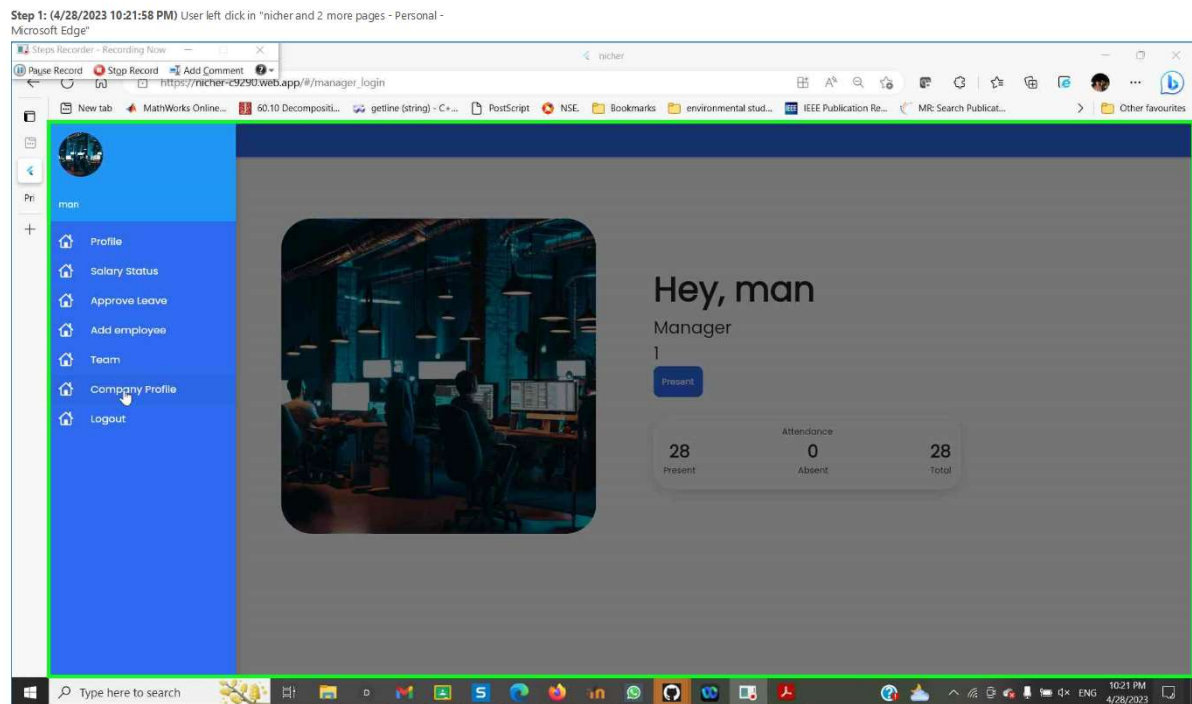 Step 1: (4/28/2023 10:21:58 PM) User left click in "nicher and 2 more pages - Personal -
Microsoft Edge"
Steps Recorder - Recording Now
nicher
Pause Record Stop Record Add Comment
https://nicher-c9290.web.app/#/manager_login
New tab MathWorks Online... 60.10 Decompositi... getline (string) - C+... PostScript NSE. Bookmarks environmental stud... IEEE Publication Re... MR: Search Publicat... Other favourites
Pri
man
Profile
Salary Status
Approve Leave
Add employee
Team
Company Profile
Logout
Hey, man
Manager
1
Present
Attendance
28 0 28
Present Absent Total
Type here to search
ENG 10:21 PM
4/28/2023